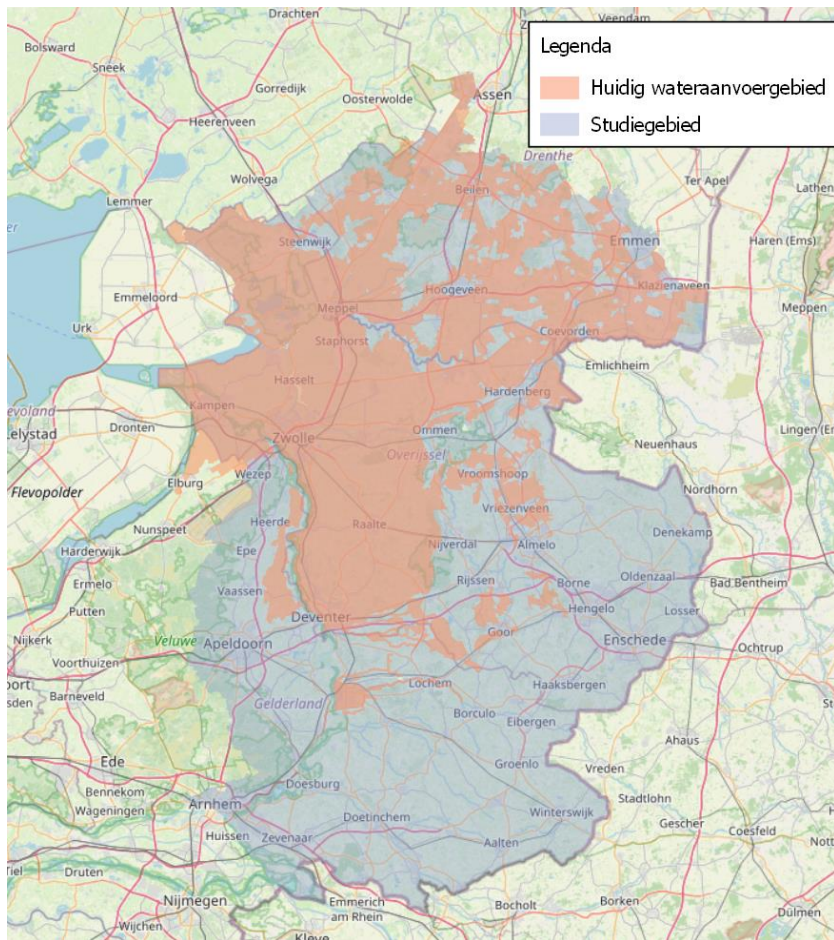 Drachten
Veendam
Bolsward
Legenda
Sneek
Gorredijk
Huidig wateraanvoergebied
Assen
Oosterwolde
Heerenveen
Studiegebied
Drenthe
Wolvega
Ter Apel
Lathen
Beilen
Lemmer
Steenwijk
Emmen
Haren (Ems)
Emmeloord
Hoogeveen
Klazienaveen
Meppel
Meppen
Urk
Staphorst
Coevorden
Emlichheim
Hasselt
Hardenberg
Kampen
Dronten
Ommen
Lelystad
Zwolle
Lingen (Em
Overijssel
Neuenhaus
Elburg
Wezep
Vroomshoop
Flevopolder
Nordhorn
Vriezenveen
Nunspeet
Heerde
Raalte
Denekamp
Harderwijk
Epe
Nijverdal
Almelo
Ermelo
Vaassen
Rijssen
Borne
Oldenzaal
Bad Bentheim
Putten
Hengelo
Losser
Deventer
Nijkerk
Veluwe
Apeldoorn
Goor
Enschede
Ochtrup
Voorthuizen
Barneveld
Lochem
Haaksbergen
Gelderland
Borculo
Eibergen
Ahaus
Ede
Groenlo
Vreden
Bennekom
Doesburg
Stadtlohn
Wageningen
Arnhem
Winterswijk
Doetinchem
Gescher
Coesfeld
Huissen
Zevenaar
Aalten
Tiel
Druten
Emmerich
am Rhein
Nijmegen
Bocholt
Borken
Wijchen
Kleve
Dülmen